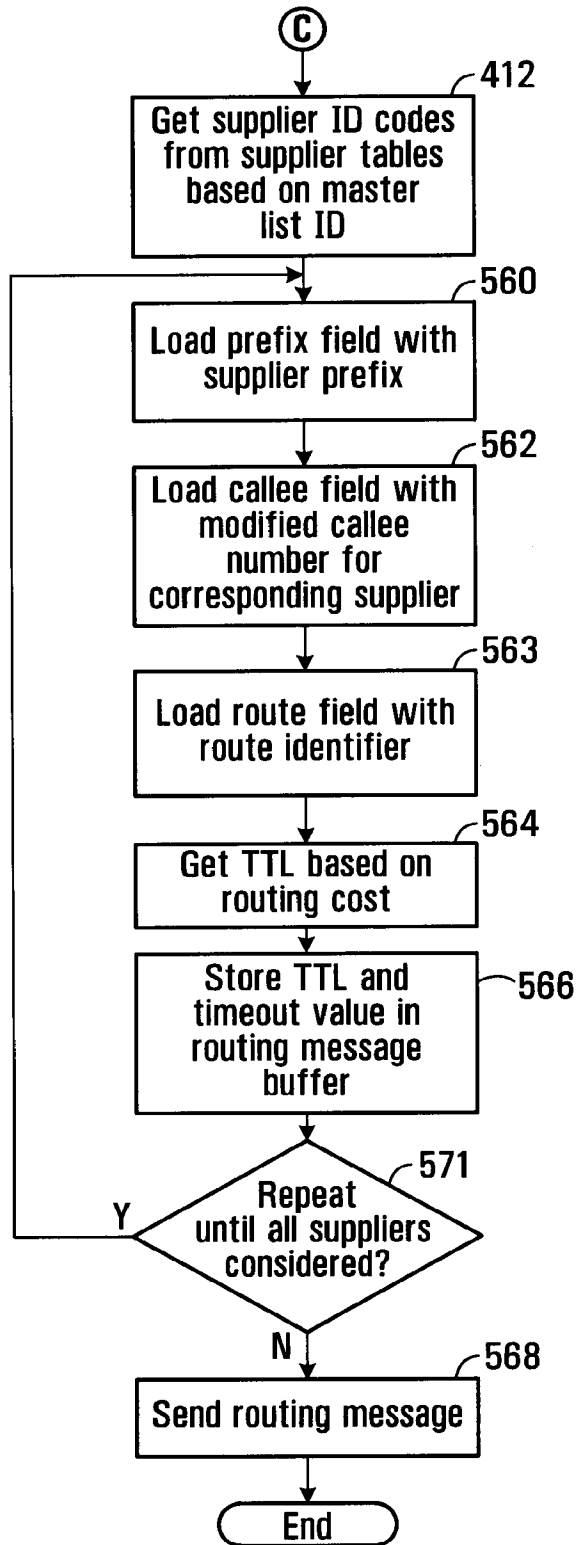 C
412
Get supplier ID codes
from supplier tables
based on master
list ID
560
Load prefix field with
supplier prefix
562
Load callee field with
modified callee
number for
corresponding supplier
563
Load route field with
route identifier
564
Get TTL based on
routing cost
566
Store TTL and
timeout value in
routing message
buffer
571
Repeat
until all suppliers
considered?
Y
N
568
Send routing message
End